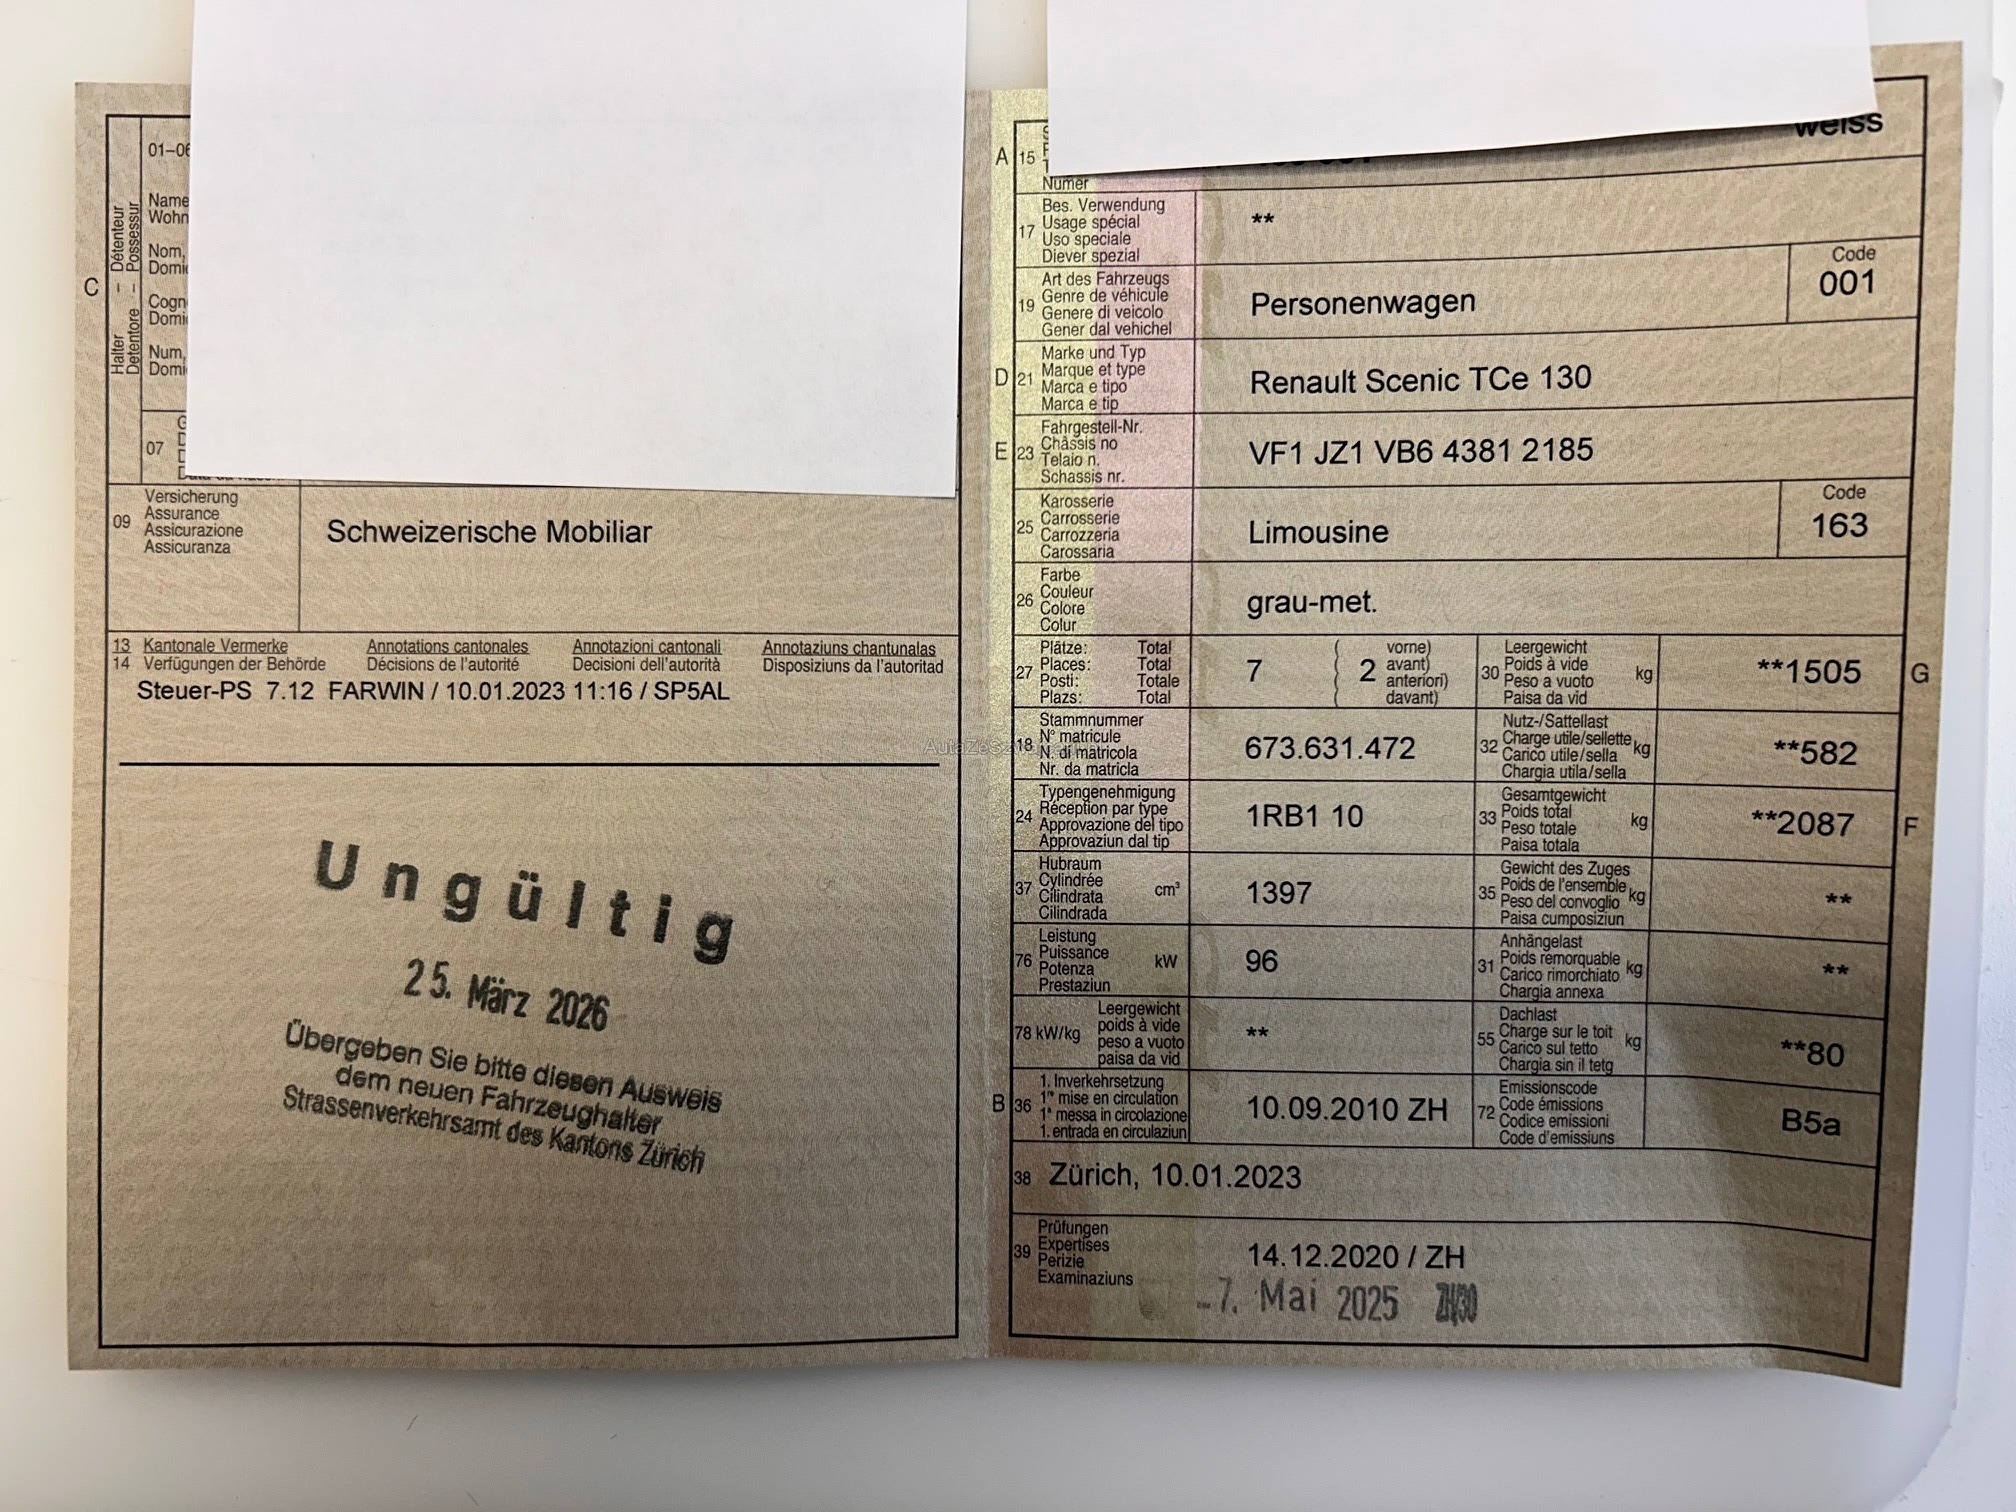 C
Halter – Détenteur
Detentore – Possessur
01–06
Name
Wohn
Nom,
Domi
Cogn
Domi
Num,
Domi
07
09
Versicherung
Assurance
Assicurazione
Assicuranza
Schweizerische Mobiliar
13 Kantonale Vermerke Annotations cantonales Annotazioni cantonali Annotaziuns chantunalas
14 Verfügungen der Behörde Décisions de l'autorité Decisioni dell'autorità Disposiziuns da l'autoritad
Steuer-PS 7.12 FARWIN / 10.01.2023 11:16 / SP5AL
Ungültig
25. März 2026
Übergeben Sie bitte diesen Ausweis
dem neuen Fahrzeughalter
Strassenverkehrsamt des Kantons Zürich
A 15
Numer
weiss
17
Bes. Verwendung
Usage spécial
Uso speciale
Diever spezial
**
19
Art des Fahrzeugs
Genre de véhicule
Genere di veicolo
Gener dal vehichel
Personenwagen
Code
001
D 21
Marke und Typ
Marque et type
Marca e tipo
Marca e tip
Renault Scenic TCe 130
E 23
Fahrgestell-Nr.
Châssis no
Telaio n.
Schassis nr.
VF1 JZ1 VB6 4381 2185
25
Karosserie
Carrosserie
Carrozzeria
Carossaria
Limousine
Code
163
26
Farbe
Couleur
Colore
Colur
grau-met.
27
Plätze: Total
Places: Total
Posti: Totale
Plazs: Total
7
( 2
vorne)
avant)
anteriori)
davant)
30
Leergewicht
Poids à vide
Peso a vuoto
Paisa da vid
kg
**1505
G
18
Stammnummer
N° matricule
N. di matricola
Nr. da matricla
673.631.472
32
Nutz-/Sattellast
Charge utile/sellette
Carico utile/sella
Chargia utila/sella
kg
**582
24
Typengenehmigung
Réception par type
Approvazione del tipo
Approvaziun dal tip
1RB1 10
33
Gesamtgewicht
Poids total
Peso totale
Paisa totala
kg
**2087
F
37
Hubraum
Cylindrée
Cilindrata
Cilindrada
cm³
1397
35
Gewicht des Zuges
Poids de l'ensemble
Peso del convoglio
Paisa cumposiziun
kg
**
76
Leistung
Puissance
Potenza
Prestaziun
kW
96
31
Anhängelast
Poids remorquable
Carico rimorchiato
Chargia annexa
kg
**
78 kW/kg
Leergewicht
poids à vide
peso a vuoto
paisa da vid
**
55
Dachlast
Charge sur le toit
Carico sul tetto
Chargia sin il tetg
kg
**80
B 36
1. Inverkehrsetzung
1re mise en circulation
1a messa in circolazione
1. entrada en circulaziun
10.09.2010 ZH
72
Emissionscode
Code émissions
Codice emissioni
Code d'emissiuns
B5a
38 Zürich, 10.01.2023
39
Prüfungen
Expertises
Perizie
Examinaziuns
14.12.2020 / ZH
-7. Mai 2025 ZH30